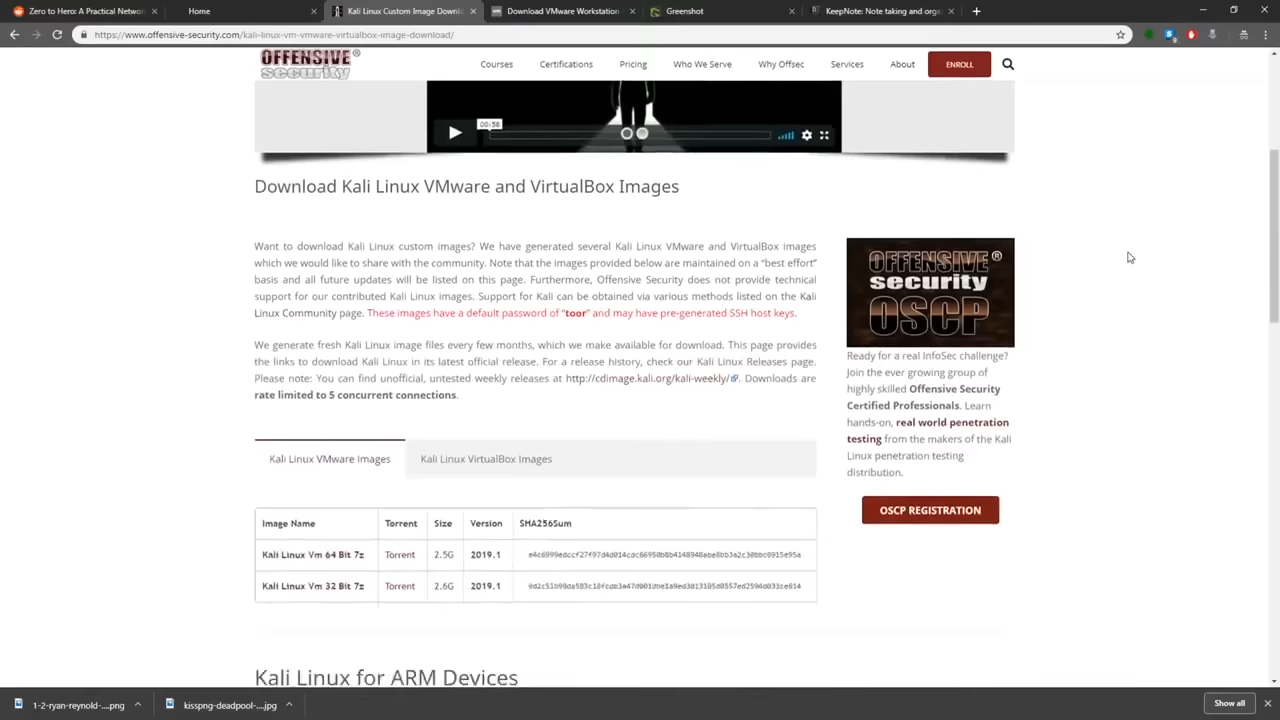 Zero to Hero: A Practical Network
Home
Kali Linux Custom Image Downl
Download VMware Workstation
Greenshot
KeepNote: Note taking and org
https://www.offensive-security.com/kali-linux-vm-vmware-virtualbox-image-download/
OFFENSIVE®
security
Courses
Certifications
Pricing
Who We Serve
Why Offsec
Services
About
ENROLL
00:58
Download Kali Linux VMware and VirtualBox Images
Want to download Kali Linux custom images? We have generated several Kali Linux VMware and VirtualBox images
which we would like to share with the community. Note that the images provided below are maintained on a “best effort”
basis and all future updates will be listed on this page. Furthermore, Offensive Security does not provide technical
support for our contributed Kali Linux images. Support for Kali can be obtained via various methods listed on the Kali
Linux Community page. These images have a default password of “toor” and may have pre-generated SSH host keys.
We generate fresh Kali Linux image files every few months, which we make available for download. This page provides
the links to download Kali Linux in its latest official release. For a release history, check our Kali Linux Releases page.
Please note: You can find unofficial, untested weekly releases at http://cdimage.kali.org/kali-weekly/. Downloads are
rate limited to 5 concurrent connections.
OFFENSIVE®
security
OSCP
Ready for a real InfoSec challenge?
Join the ever growing group of
highly skilled Offensive Security
Certified Professionals. Learn
hands-on, real world penetration
testing from the makers of the Kali
Linux penetration testing
distribution.
OSCP REGISTRATION
Kali Linux VMware Images
Kali Linux VirtualBox Images
Image Name Torrent Size Version SHA256Sum
Kali Linux Vm 64 Bit 7z Torrent 2.5G 2019.1
Kali Linux Vm 32 Bit 7z Torrent 2.6G 2019.1
Kali Linux for ARM Devices
1-2-ryan-reynold-....png
kisspng-deadpool-....jpg
Show all